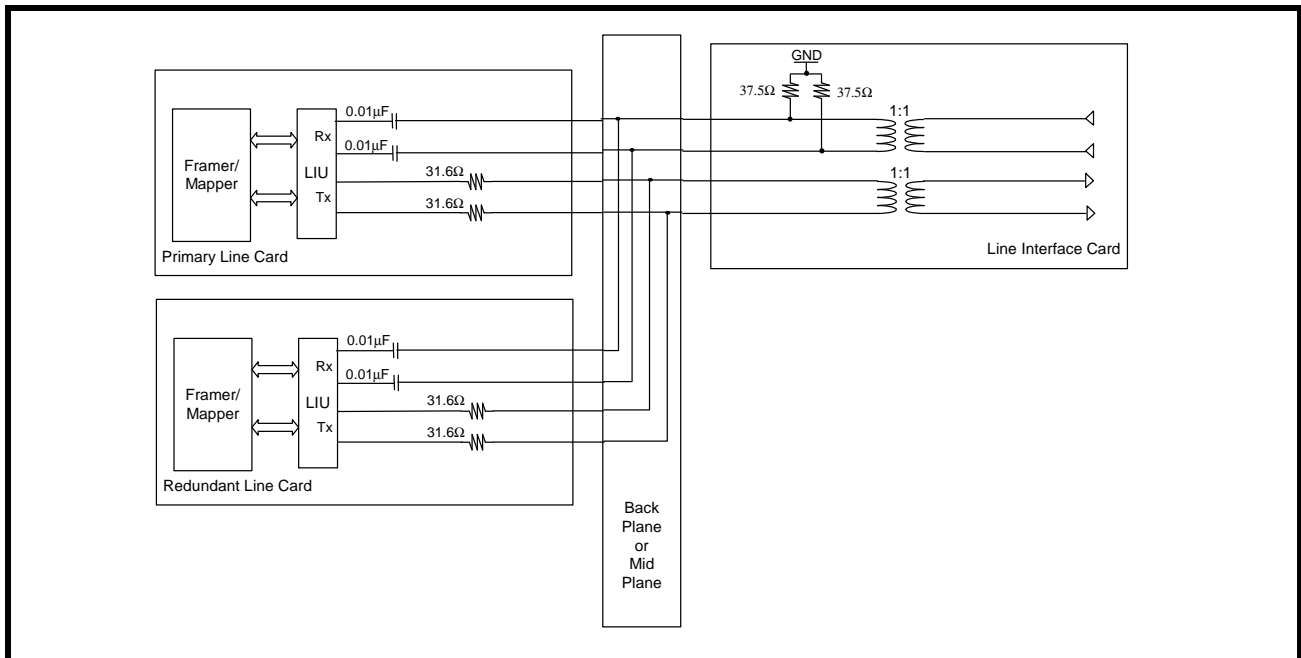 GND
37.5Ω 37.5Ω
0.01μF
1:1
Rx
0.01μF
Framer/
Mapper
LIU
31.6Ω
1:1
Tx
31.6Ω
Primary Line Card
Line Interface Card
0.01μF
Rx
0.01μF
Framer/
Mapper
LIU
31.6Ω
Tx
31.6Ω
Redundant Line Card
Back
Plane
or
Mid
Plane